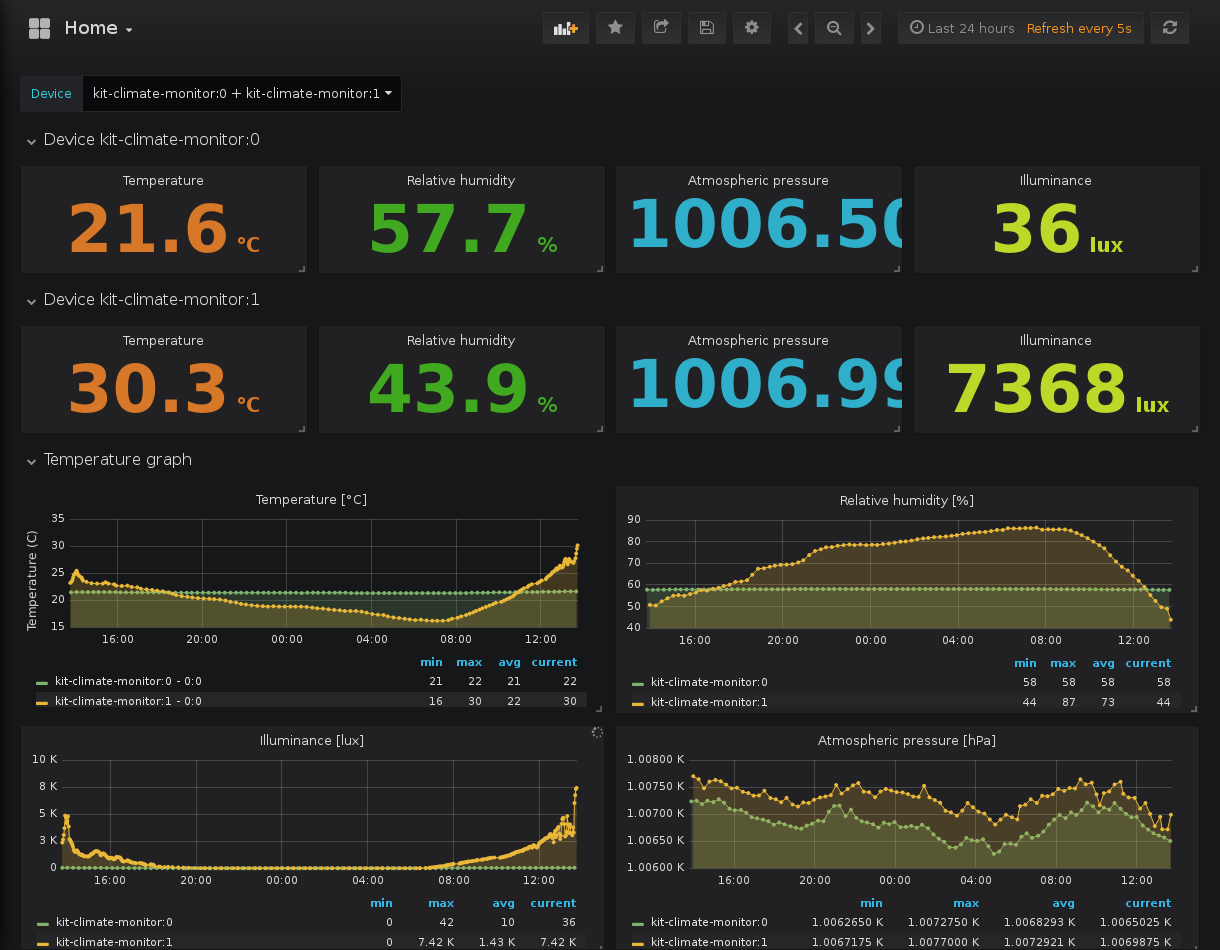 Home
Last 24 hours Refresh every 5s
Device kit-climate-monitor:0 + kit-climate-monitor:1
Device kit-climate-monitor:0
Temperature Relative humidity Atmospheric pressure Illuminance
21.6 °C 57.7 % 1006.50 36 lux
Device kit-climate-monitor:1
Temperature Relative humidity Atmospheric pressure Illuminance
30.3 °C 43.9 % 1006.99 7368 lux
Temperature graph
Temperature [°C]
Temperature (C)
35
30
25
20
15
16:00 20:00 00:00 04:00 08:00 12:00
min max avg current
kit-climate-monitor:0 - 0:0 21 22 21 22
kit-climate-monitor:1 - 0:0 16 30 22 30
Relative humidity [%]
90
80
70
60
50
40
16:00 20:00 00:00 04:00 08:00 12:00
min max avg current
kit-climate-monitor:0 58 58 58 58
kit-climate-monitor:1 44 87 73 44
Illuminance [lux]
10 K
8 K
5 K
3 K
0
16:00 20:00 00:00 04:00 08:00 12:00
min max avg current
kit-climate-monitor:0 0 42 10 36
kit-climate-monitor:1 0 7.42 K 1.43 K 7.42 K
Atmospheric pressure [hPa]
1.00800 K
1.00750 K
1.00700 K
1.00650 K
1.00600 K
16:00 20:00 00:00 04:00 08:00 12:00
min max avg current
kit-climate-monitor:0 1.0062650 K 1.0072750 K 1.0068293 K 1.0065025 K
kit-climate-monitor:1 1.0067175 K 1.0077000 K 1.0072921 K 1.0069875 K